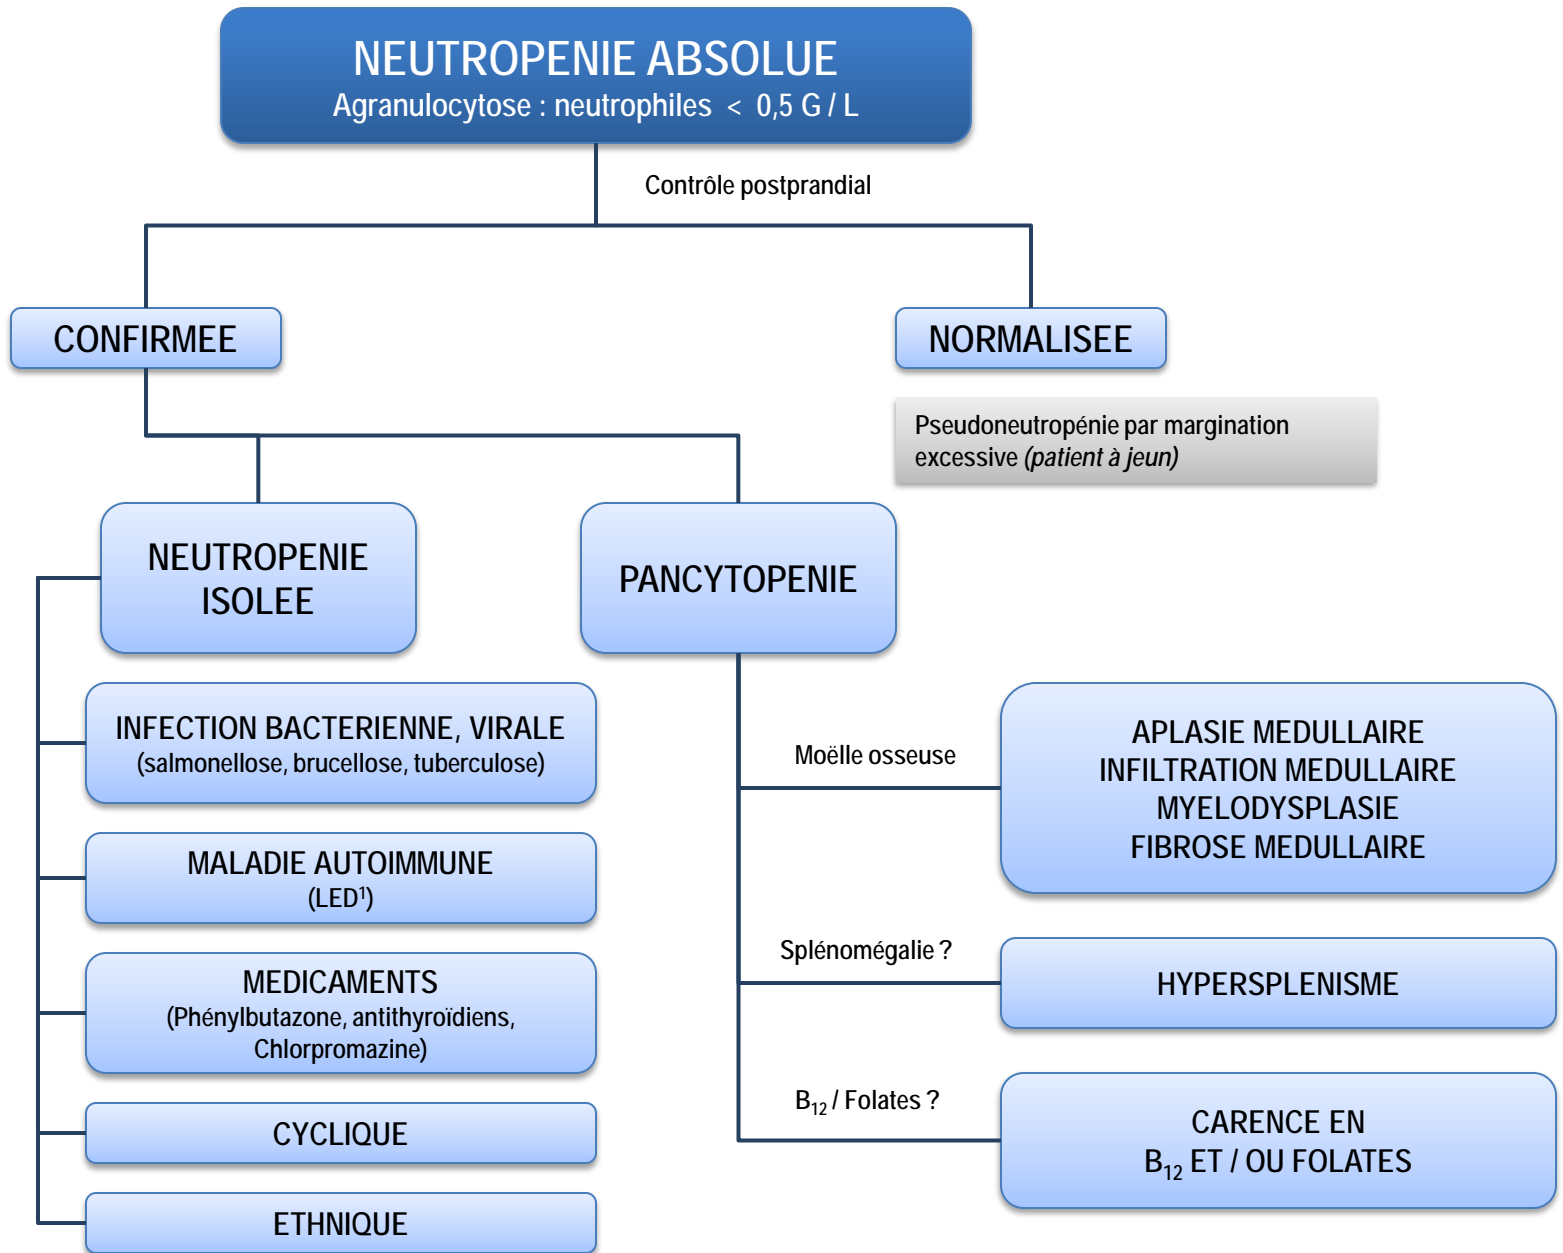 NEUTROPENIE ABSOLUE
Agranulocytose : neutrophiles < 0,5 G / L
Contrôle postprandial
CONFIRMEE
NORMALISEE
Pseudoneutropénie par margination
excessive (patient à jeun)
NEUTROPENIE
ISOLEE
PANCYTOPENIE
INFECTION BACTERIENNE, VIRALE
(salmonellose, brucellose, tuberculose)
MALADIE AUTOIMMUNE
(LED¹)
MEDICAMENTS
(Phénylbutazone, antithyroïdiens,
Chlorpromazine)
CYCLIQUE
ETHNIQUE
Moëlle osseuse
APLASIE MEDULLAIRE
INFILTRATION MEDULLAIRE
MYELODYSPLASIE
FIBROSE MEDULLAIRE
Splénomégalie ?
HYPERSPLENISME
B₁₂ / Folates ?
CARENCE EN
B₁₂ ET / OU FOLATES